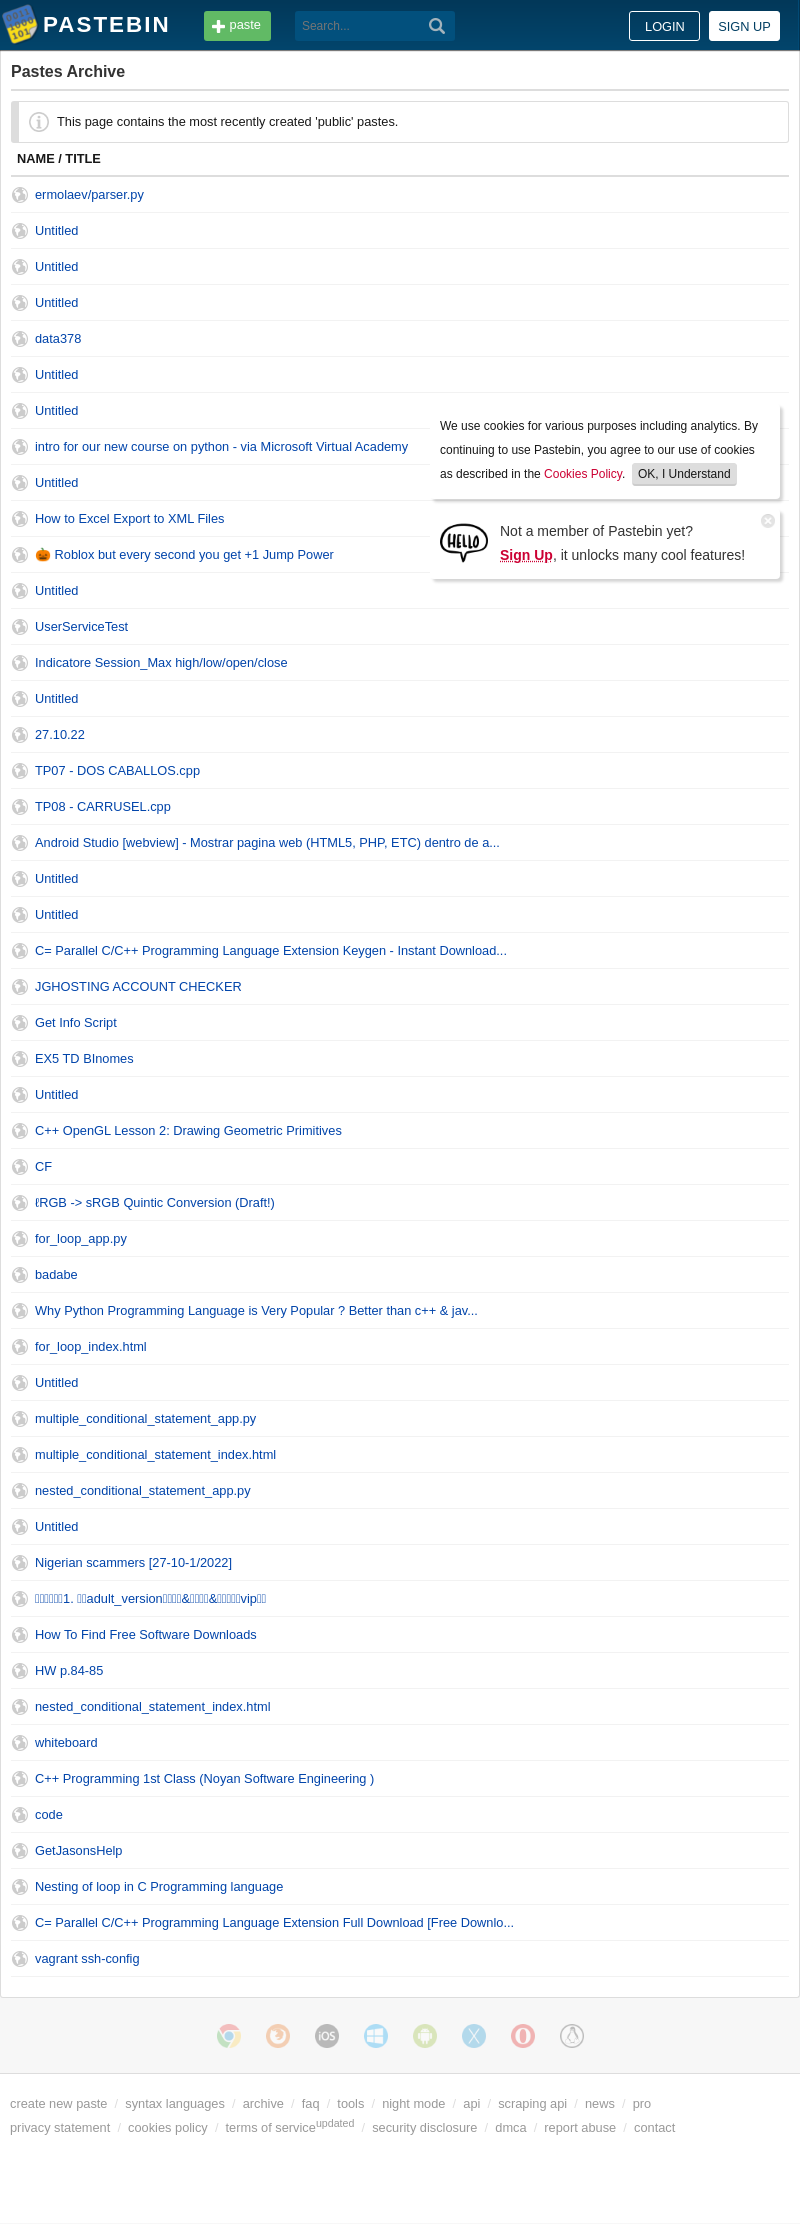 PASTEBIN
paste
Search...
LOGIN
SIGN UP
Pastes Archive
This page contains the most recently created 'public' pastes.
NAME / TITLE
ermolaev/parser.py
Untitled
Untitled
Untitled
data378
Untitled
Untitled
intro for our new course on python - via Microsoft Virtual Academy
Untitled
How to Excel Export to XML Files
🎃 Roblox but every second you get +1 Jump Power
We use cookies for various purposes including analytics. By
continuing to use Pastebin, you agree to our use of cookies
as described in the Cookies Policy. OK, I Understand
HELLO
Not a member of Pastebin yet?
Sign Up, it unlocks many cool features!
Untitled
UserServiceTest
Indicatore Session_Max high/low/open/close
Untitled
27.10.22
TP07 - DOS CABALLOS.cpp
TP08 - CARRUSEL.cpp
Android Studio [webview] - Mostrar pagina web (HTML5, PHP, ETC) dentro de a...
Untitled
Untitled
C= Parallel C/C++ Programming Language Extension Keygen - Instant Download...
JGHOSTING ACCOUNT CHECKER
Get Info Script
EX5 TD BInomes
Untitled
C++ OpenGL Lesson 2: Drawing Geometric Primitives
CF
ℓRGB -> sRGB Quintic Conversion (Draft!)
for_loop_app.py
badabe
Why Python Programming Language is Very Popular ? Better than c++ & jav...
for_loop_index.html
Untitled
multiple_conditional_statement_app.py
multiple_conditional_statement_index.html
nested_conditional_statement_app.py
Untitled
Nigerian scammers [27-10-1/2022]
1. adult_version&&vip
How To Find Free Software Downloads
HW p.84-85
nested_conditional_statement_index.html
whiteboard
C++ Programming 1st Class (Noyan Software Engineering )
code
GetJasonsHelp
Nesting of loop in C Programming language
C= Parallel C/C++ Programming Language Extension Full Download [Free Downlo...
vagrant ssh-config
iOS
create new paste / syntax languages / archive / faq / tools / night mode / api / scraping api / news / pro
privacy statement / cookies policy / terms of service updated / security disclosure / dmca / report abuse / contact